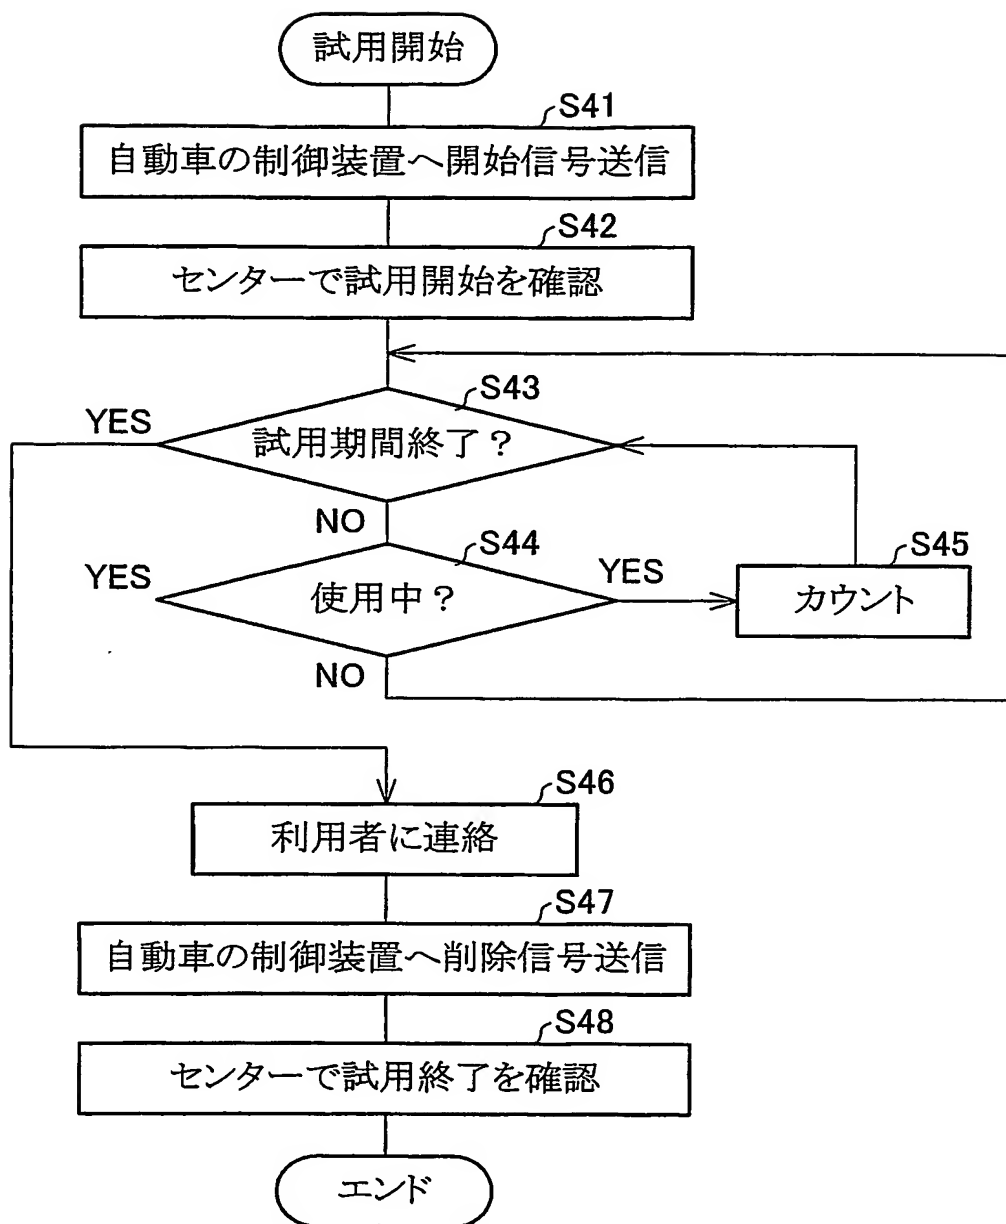 試用開始
S41
自動車の制御装置へ開始信号送信
S42
センターで試用開始を確認
S43
YES
試用期間終了？
NO
S44
S45
YES
YES
使用中？
カウント
NO
S46
利用者に連絡
S47
自動車の制御装置へ削除信号送信
S48
センターで試用終了を確認
エンド